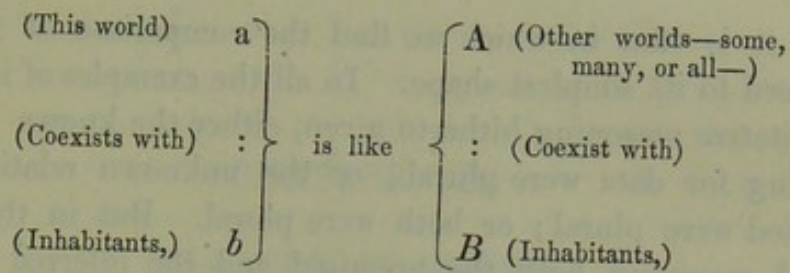 (This world) a } { A (Other worlds—some,
many, or all—)
(Coexists with) : } is like { : (Coexist with)
(Inhabitants,) b } { B (Inhabitants,)